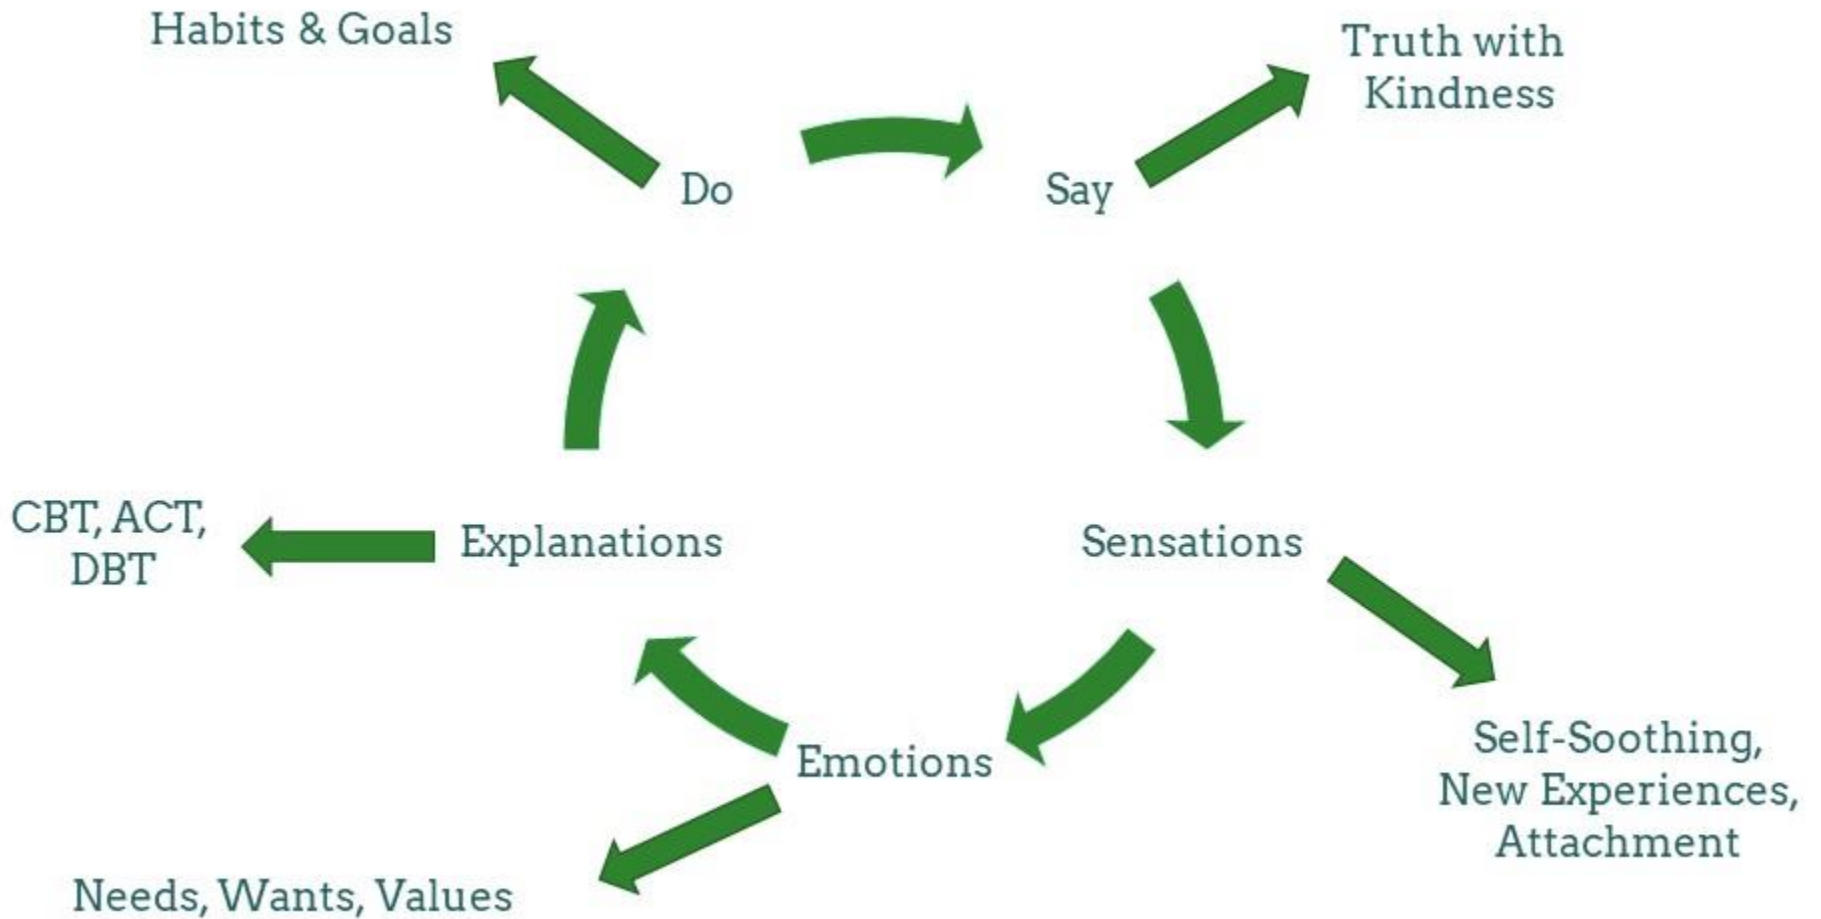 Habits & Goals
Truth with
Kindness
Do
Say
CBT, ACT,
DBT
Explanations
Sensations
Emotions
Self-Soothing,
New Experiences,
Attachment
Needs, Wants, Values